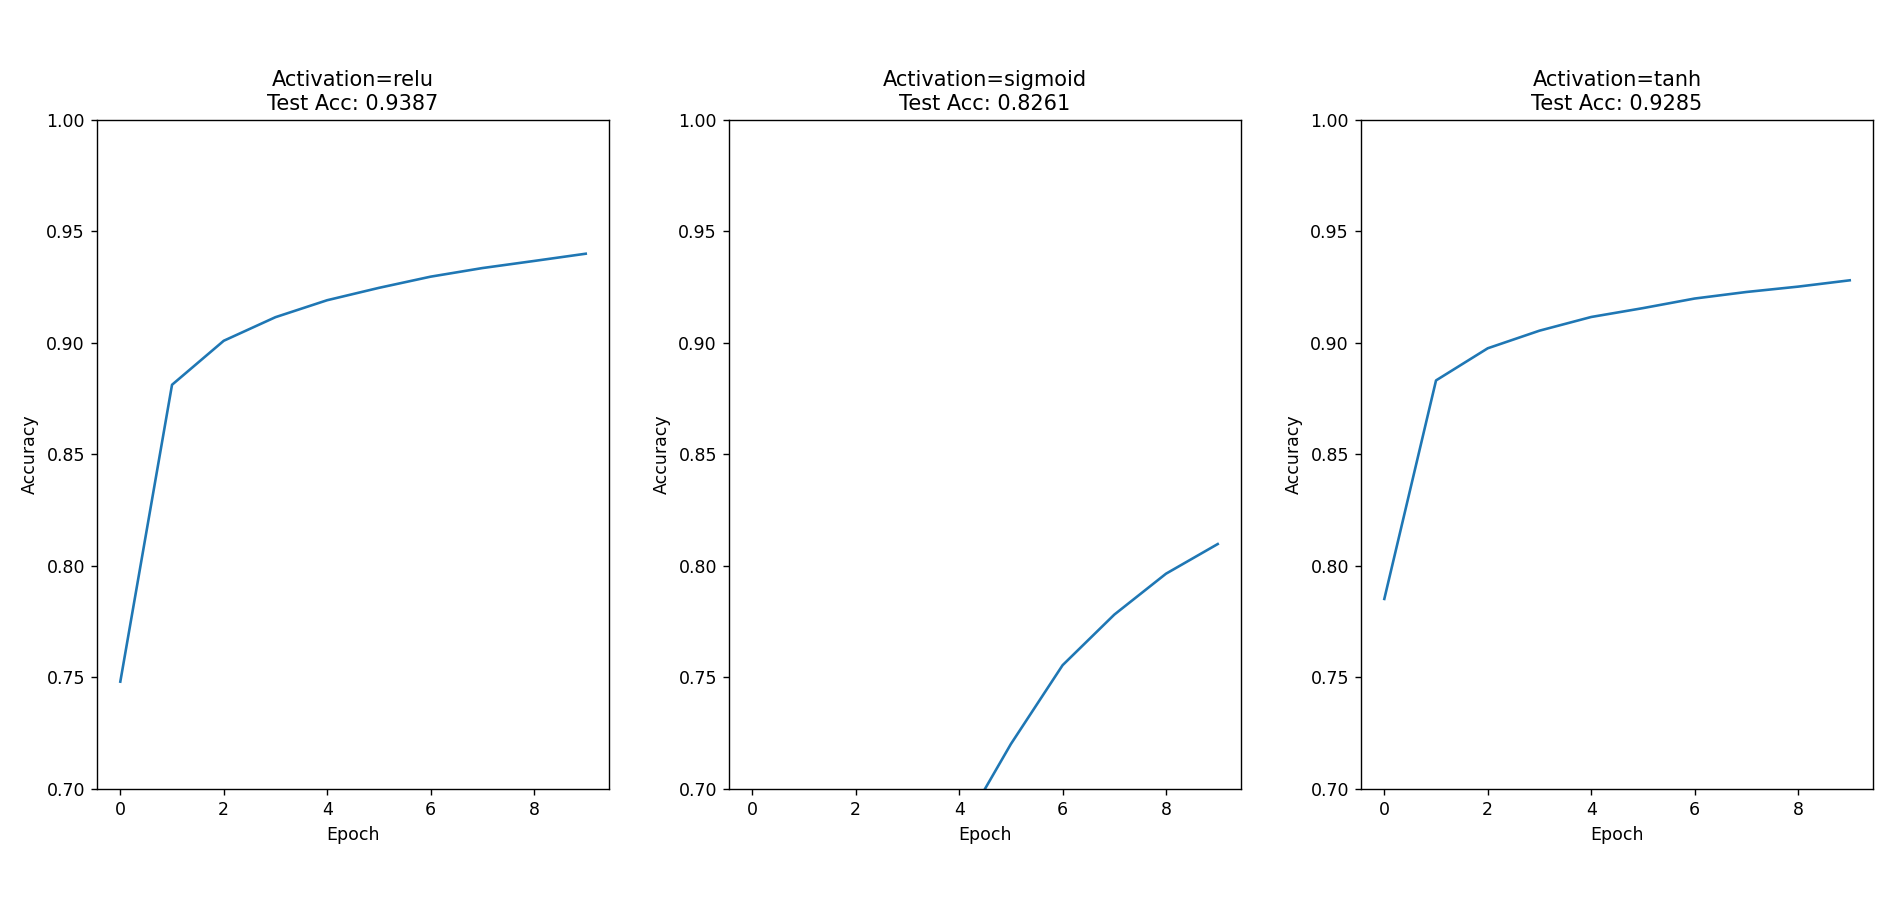 Activation=relu
Test Acc: 0.9387
1.00
0.95
0.90
0.85
0.80
0.75
0.70
Accuracy
0 2 4 6 8
Epoch
Activation=sigmoid
Test Acc: 0.8261
1.00
0.95
0.90
0.85
0.80
0.75
0.70
Accuracy
0 2 4 6 8
Epoch
Activation=tanh
Test Acc: 0.9285
1.00
0.95
0.90
0.85
0.80
0.75
0.70
Accuracy
0 2 4 6 8
Epoch